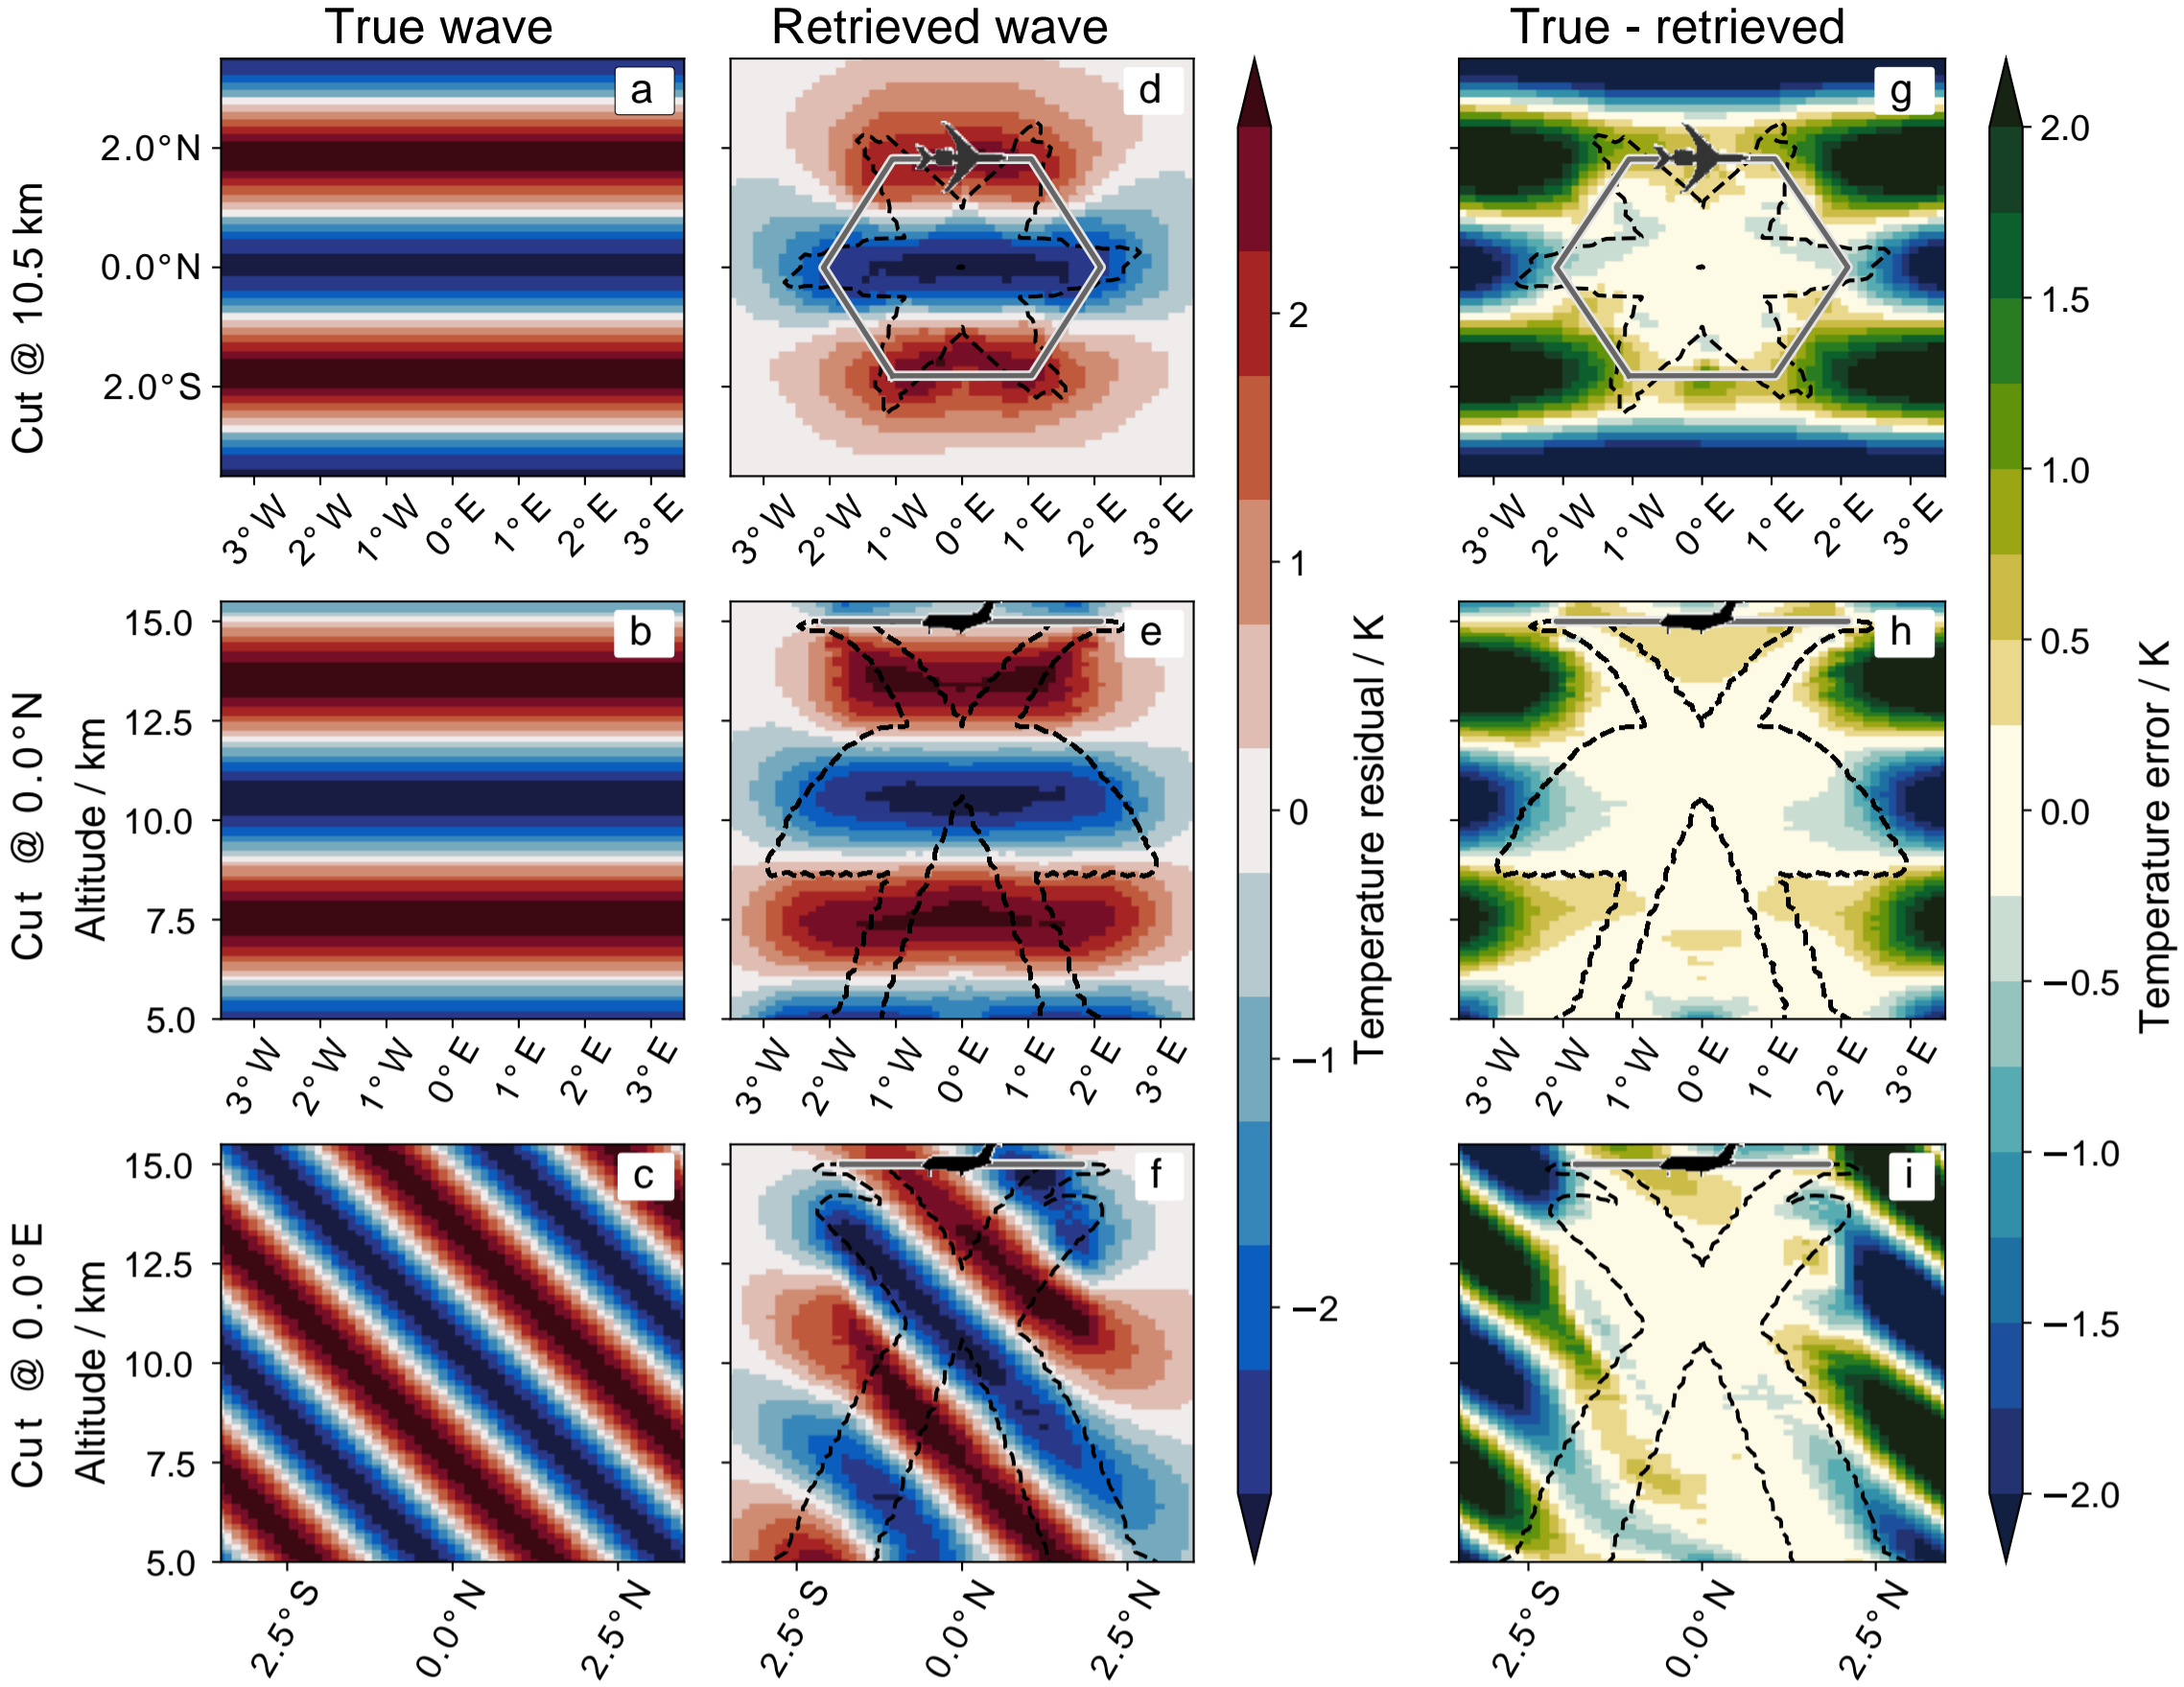 True wave
Retrieved wave
True - retrieved
Cut @ 10.5 km
2.0°N
0.0°N
2.0°S
a
d
g
3°W 2°W 1°W 0°E 1°E 2°E 3°E
3°W 2°W 1°W 0°E 1°E 2°E 3°E
3°W 2°W 1°W 0°E 1°E 2°E 3°E
Cut @ 0.0°N
Altitude / km
15.0
12.5
10.0
7.5
5.0
b
e
h
3°W 2°W 1°W 0°E 1°E 2°E 3°E
3°W 2°W 1°W 0°E 1°E 2°E 3°E
3°W 2°W 1°W 0°E 1°E 2°E 3°E
Cut @ 0.0°E
Altitude / km
15.0
12.5
10.0
7.5
5.0
c
f
i
2.5°S 0.0°N 2.5°N
2.5°S 0.0°N 2.5°N
2.5°S 0.0°N 2.5°N
2
1
0
−1
−2
Temperature residual / K
2.0
1.5
1.0
0.5
0.0
−0.5
−1.0
−1.5
−2.0
Temperature error / K